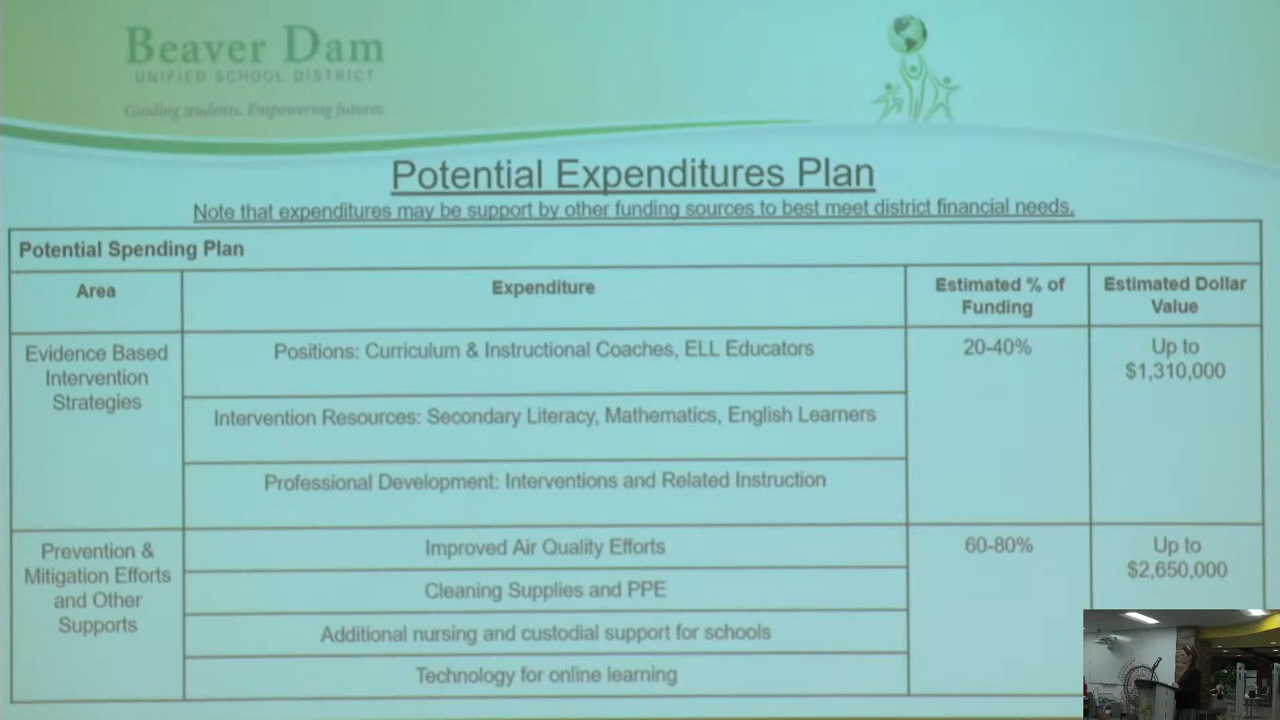 Beaver Dam
UNIFIED SCHOOL DISTRICT
Guiding students. Empowering futures.
Potential Expenditures Plan
Note that expenditures may be support by other funding sources to best meet district financial needs.
Potential Spending Plan
Area
Expenditure
Estimated % of
Funding
Estimated Dollar
Value
Evidence Based
Intervention
Strategies
Positions: Curriculum & Instructional Coaches, ELL Educators
Intervention Resources: Secondary Literacy, Mathematics, English Learners
Professional Development: Interventions and Related Instruction
20-40%
Up to
$1,310,000
Prevention &
Mitigation Efforts
and Other
Supports
Improved Air Quality Efforts
Cleaning Supplies and PPE
Additional nursing and custodial support for schools
Technology for online learning
60-80%
Up to
$2,650,000